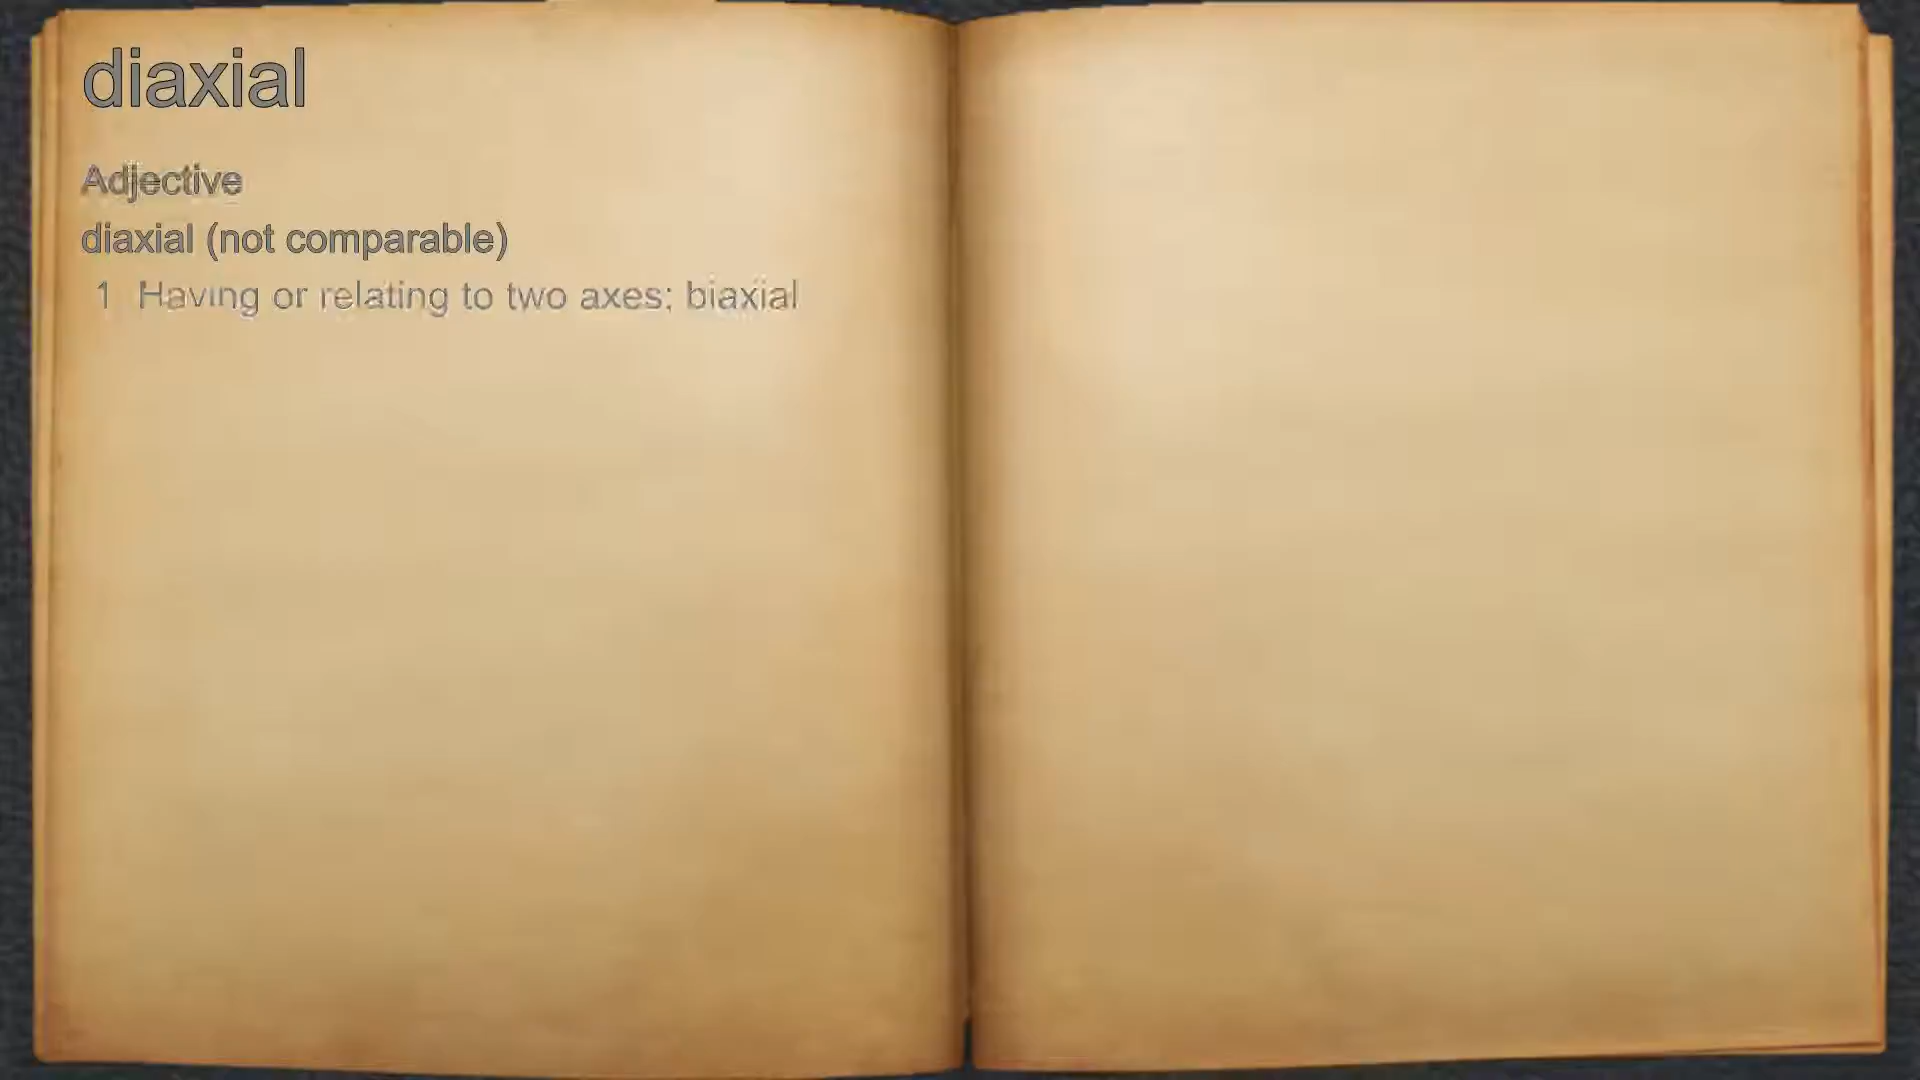 diaxial
Adjective
diaxial (not comparable)
1 Having or relating to two axes; biaxial